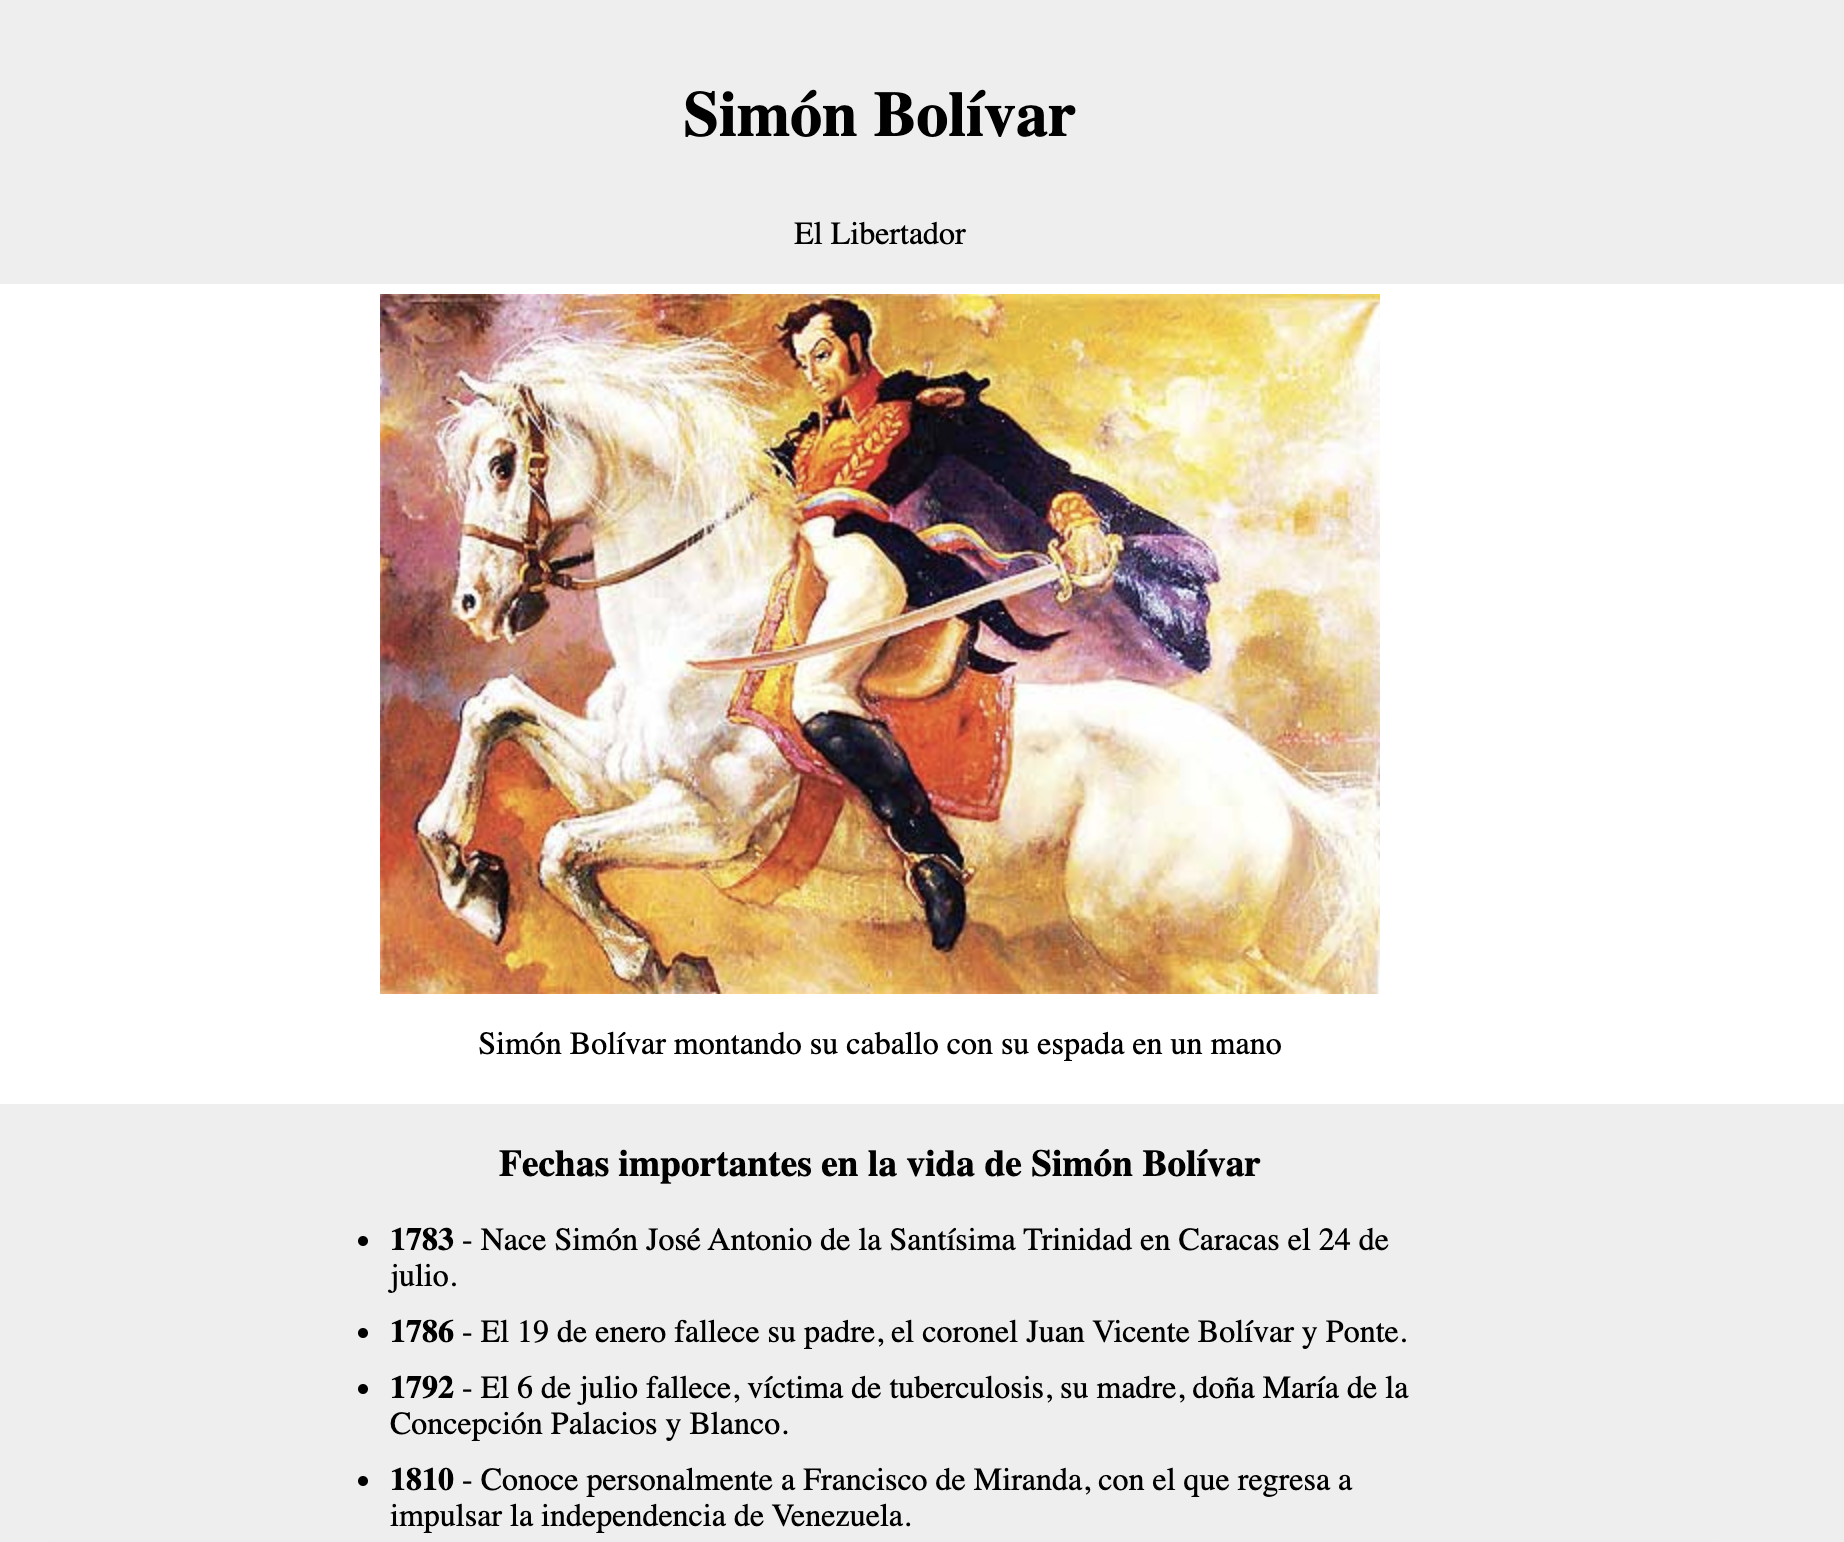 Simón Bolívar
El Libertador
Simón Bolívar montando su caballo con su espada en un mano
Fechas importantes en la vida de Simón Bolívar
• 1783 - Nace Simón José Antonio de la Santísima Trinidad en Caracas el 24 de
julio.
• 1786 - El 19 de enero fallece su padre, el coronel Juan Vicente Bolívar y Ponte.
• 1792 - El 6 de julio fallece, víctima de tuberculosis, su madre, doña María de la
Concepción Palacios y Blanco.
• 1810 - Conoce personalmente a Francisco de Miranda, con el que regresa a
impulsar la independencia de Venezuela.